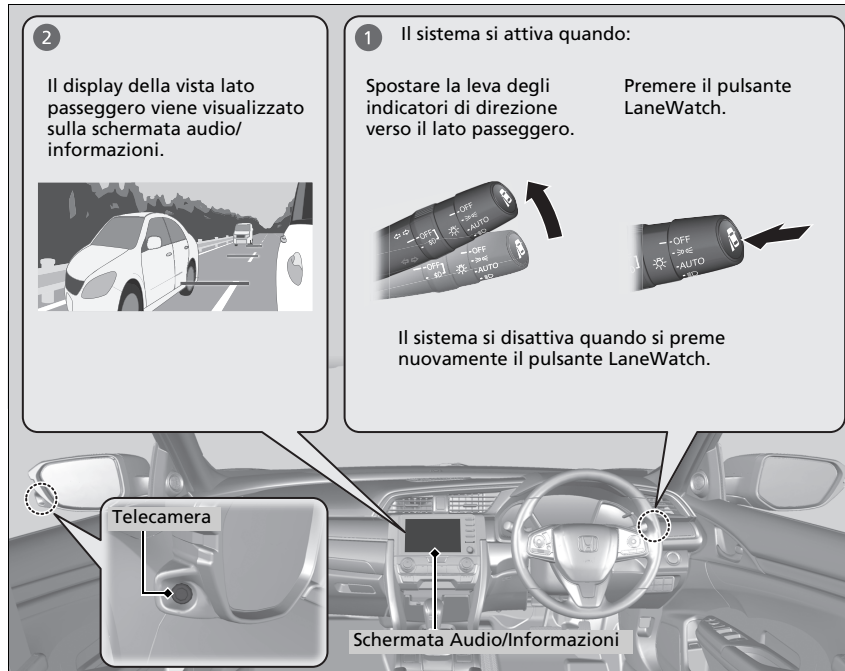 2
Il display della vista lato
passeggero viene visualizzato
sulla schermata audio/
informazioni.
1
Il sistema si attiva quando:
Spostare la leva degli
indicatori di direzione
verso il lato passeggero.
Premere il pulsante
LaneWatch.
OFF
OFF
AUTO
OFF
AUTO
OFF
AUTO
Il sistema si disattiva quando si preme
nuovamente il pulsante LaneWatch.
Telecamera
Schermata Audio/Informazioni